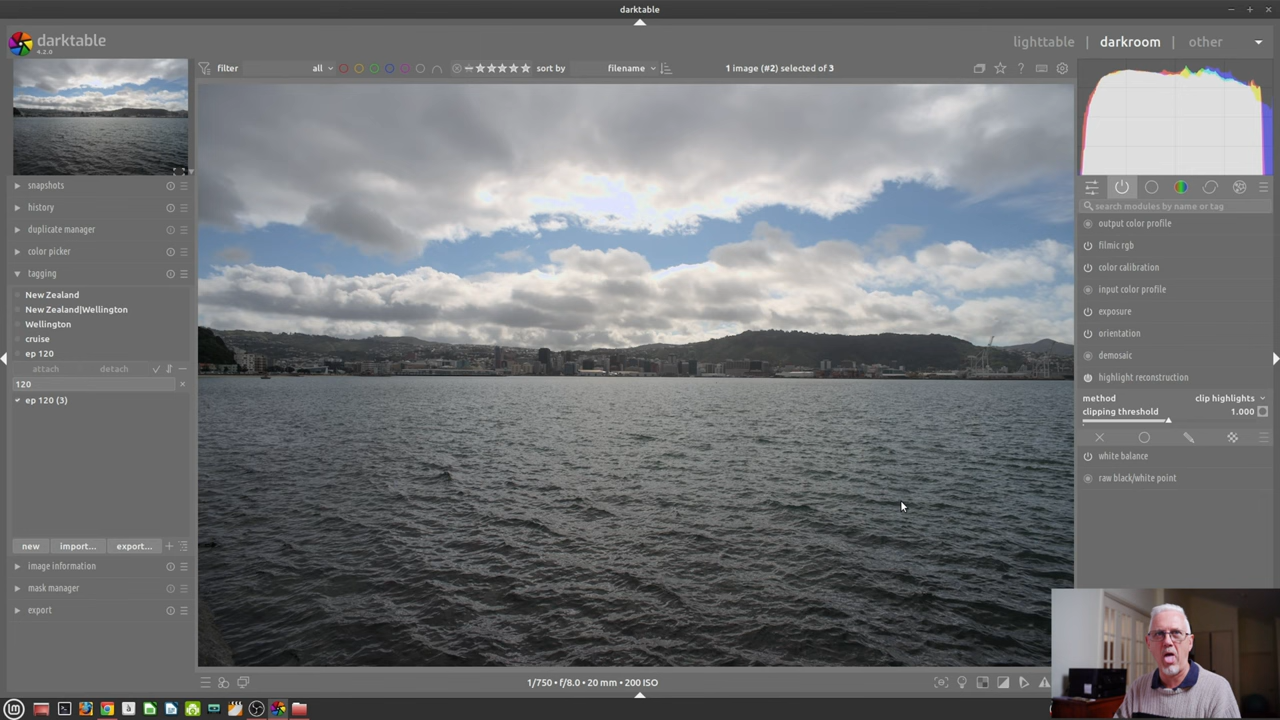 darktable
darktable
4.2.0
lighttable | darkroom | other
filter all sort by filename 1 image (#2) selected of 3
snapshots
history
duplicate manager
color picker
tagging
New Zealand
New Zealand|Wellington
Wellington
cruise
ep 120
attach detach
120
ep 120 (3)
new import... export...
image information
mask manager
export
1/750 • f/8.0 • 20 mm • 200 ISO
search modules by name or tag
output color profile
filmic rgb
color calibration
input color profile
exposure
orientation
demosaic
highlight reconstruction
method clip highlights
clipping threshold 1.000
white balance
raw black/white point